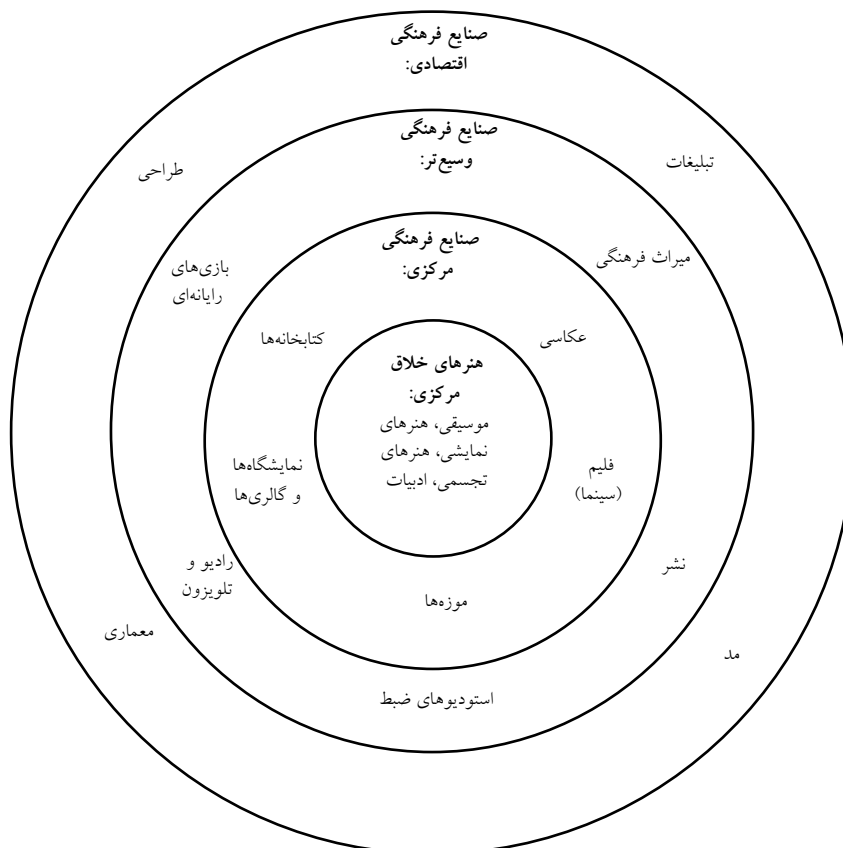 صنایع فرهنگی
اقتصادی:
تبلیغات
طراحی
مد
معماری
صنایع فرهنگی
وسیع‌تر:
میراث فرهنگی
بازی‌های
رایانه‌ای
نشر
رادیو و
تلویزون
استودیوهای ضبط
صنایع فرهنگی
مرکزی:
عکاسی
کتابخانه‌ها
فلیم
(سینما)
نمایشگاه‌ها
و گالری‌ها
موزه‌ها
هنرهای خلاق
مرکزی:
موسیقی، هنرهای
نمایشی، هنرهای
تجسمی، ادبیات